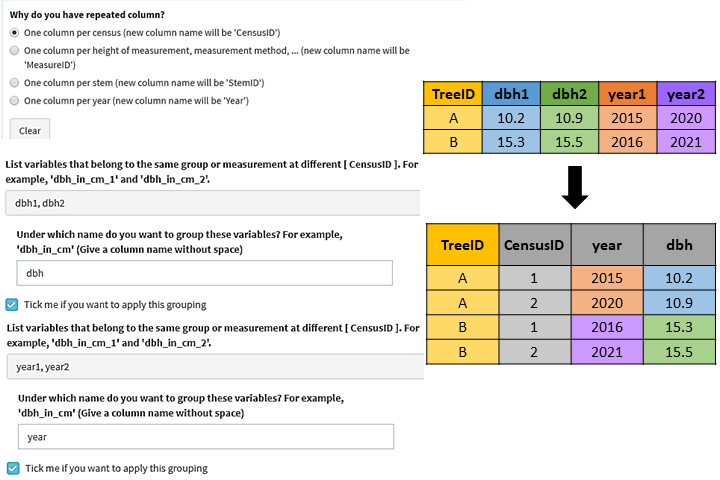 Why do you have repeated column?
One column per census (new column name will be 'CensusID')
One column per height of measurement, measurement method, ... (new column name will be
'MeasureID')
One column per stem (new column name will be 'StemID')
One column per year (new column name will be 'Year')
Clear
List variables that belong to the same group or measurement at different [ CensusID ]. For
example, 'dbh_in_cm_1' and 'dbh_in_cm_2'.
dbh1, dbh2
Under which name do you want to group these variables? For example,
'dbh_in_cm' (Give a column name without space)
dbh
Tick me if you want to apply this grouping
List variables that belong to the same group or measurement at different [ CensusID ]. For
example, 'dbh_in_cm_1' and 'dbh_in_cm_2'.
year1, year2
Under which name do you want to group these variables? For example,
'dbh_in_cm' (Give a column name without space)
year
Tick me if you want to apply this grouping
TreeID dbh1 dbh2 year1 year2
A 10.2 10.9 2015 2020
B 15.3 15.5 2016 2021
TreeID CensusID year dbh
A 1 2015 10.2
A 2 2020 10.9
B 1 2016 15.3
B 2 2021 15.5